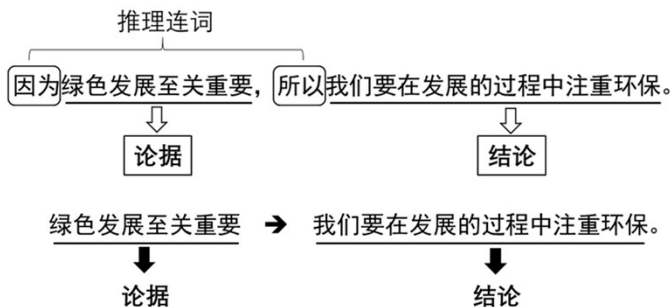 推理连词
因为绿色发展至关重要，所以我们要在发展的过程中注重环保。
论据 结论
绿色发展至关重要 → 我们要在发展的过程中注重环保。
论据 结论